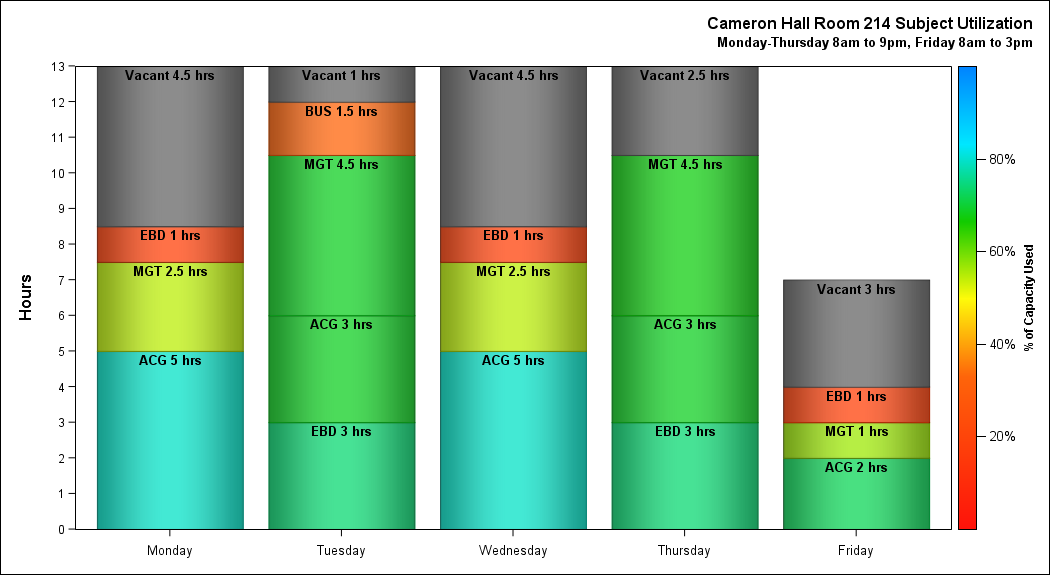 Cameron Hall Room 214 Subject Utilization
Monday-Thursday 8am to 9pm, Friday 8am to 3pm
Hours
13
12
11
10
9
8
7
6
5
4
3
2
1
0
Vacant 4.5 hrs
EBD 1 hrs
MGT 2.5 hrs
ACG 5 hrs
Monday
Vacant 1 hrs
BUS 1.5 hrs
MGT 4.5 hrs
ACG 3 hrs
EBD 3 hrs
Tuesday
Vacant 4.5 hrs
EBD 1 hrs
MGT 2.5 hrs
ACG 5 hrs
Wednesday
Vacant 2.5 hrs
MGT 4.5 hrs
ACG 3 hrs
EBD 3 hrs
Thursday
Vacant 3 hrs
EBD 1 hrs
MGT 1 hrs
ACG 2 hrs
Friday
80%
60%
40%
20%
% of Capacity Used